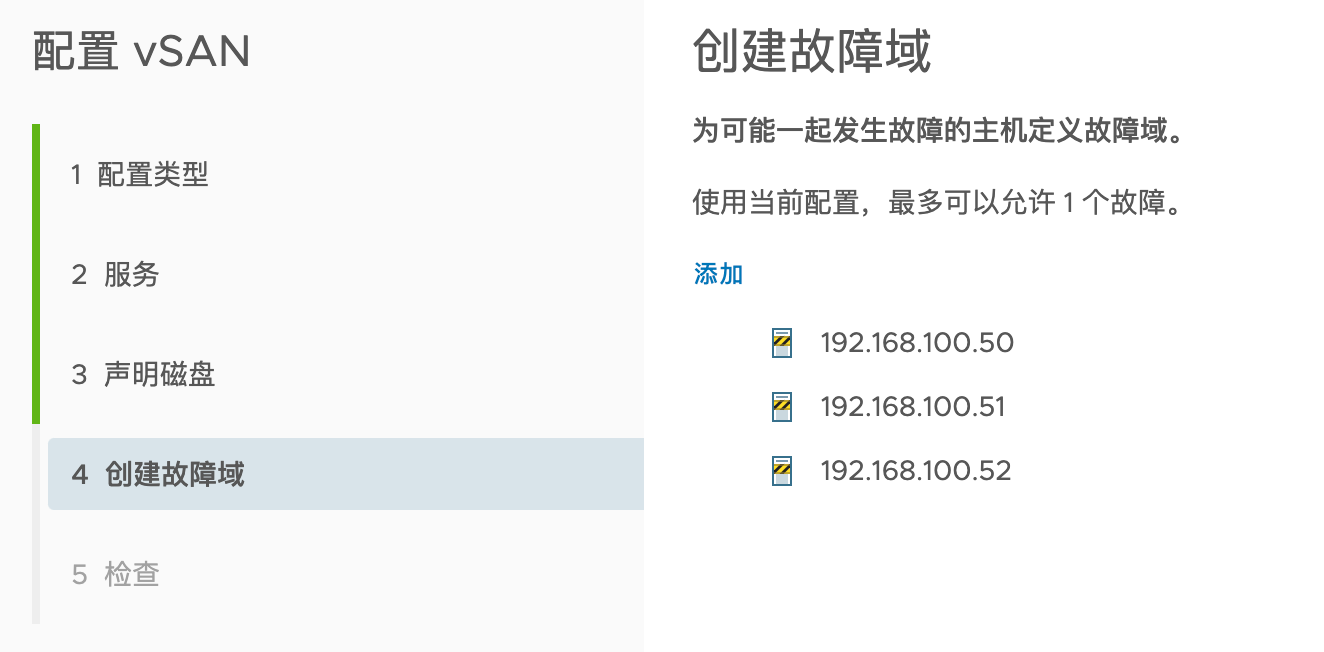 配置 vSAN
1 配置类型
2 服务
3 声明磁盘
4 创建故障域
5 检查
创建故障域
为可能一起发生故障的主机定义故障域。
使用当前配置，最多可以允许 1 个故障。
添加
192.168.100.50
192.168.100.51
192.168.100.52